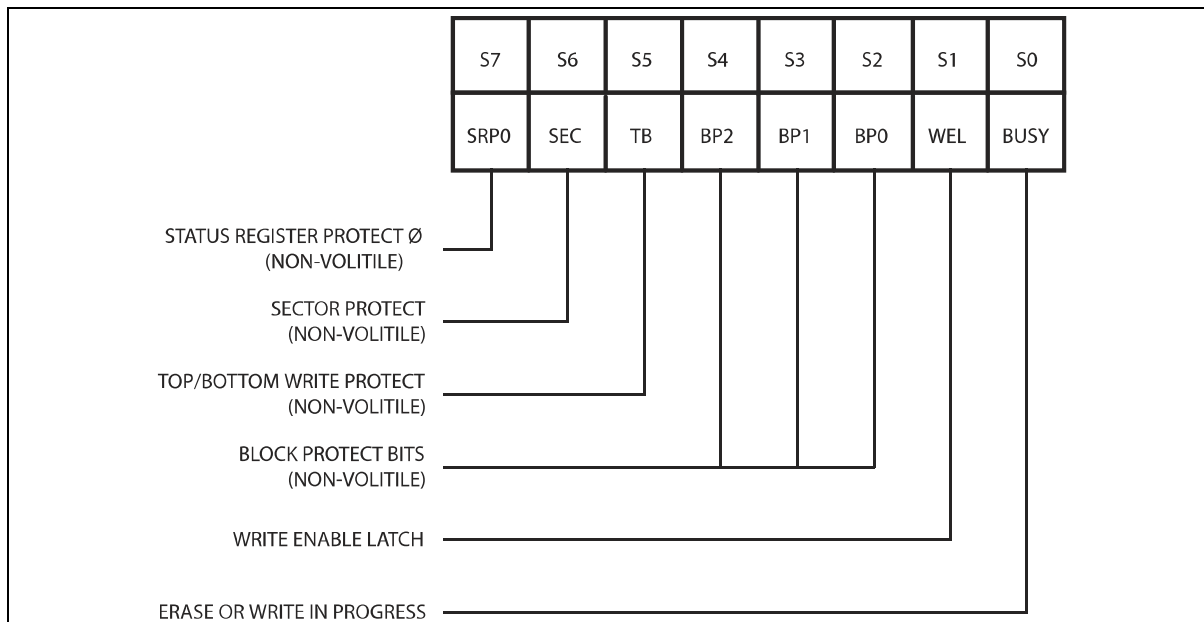 S7 S6 S5 S4 S3 S2 S1 S0
SRP0 SEC TB BP2 BP1 BP0 WEL BUSY
STATUS REGISTER PROTECT Ø
(NON-VOLITILE)
SECTOR PROTECT
(NON-VOLITILE)
TOP/BOTTOM WRITE PROTECT
(NON-VOLITILE)
BLOCK PROTECT BITS
(NON-VOLITILE)
WRITE ENABLE LATCH
ERASE OR WRITE IN PROGRESS